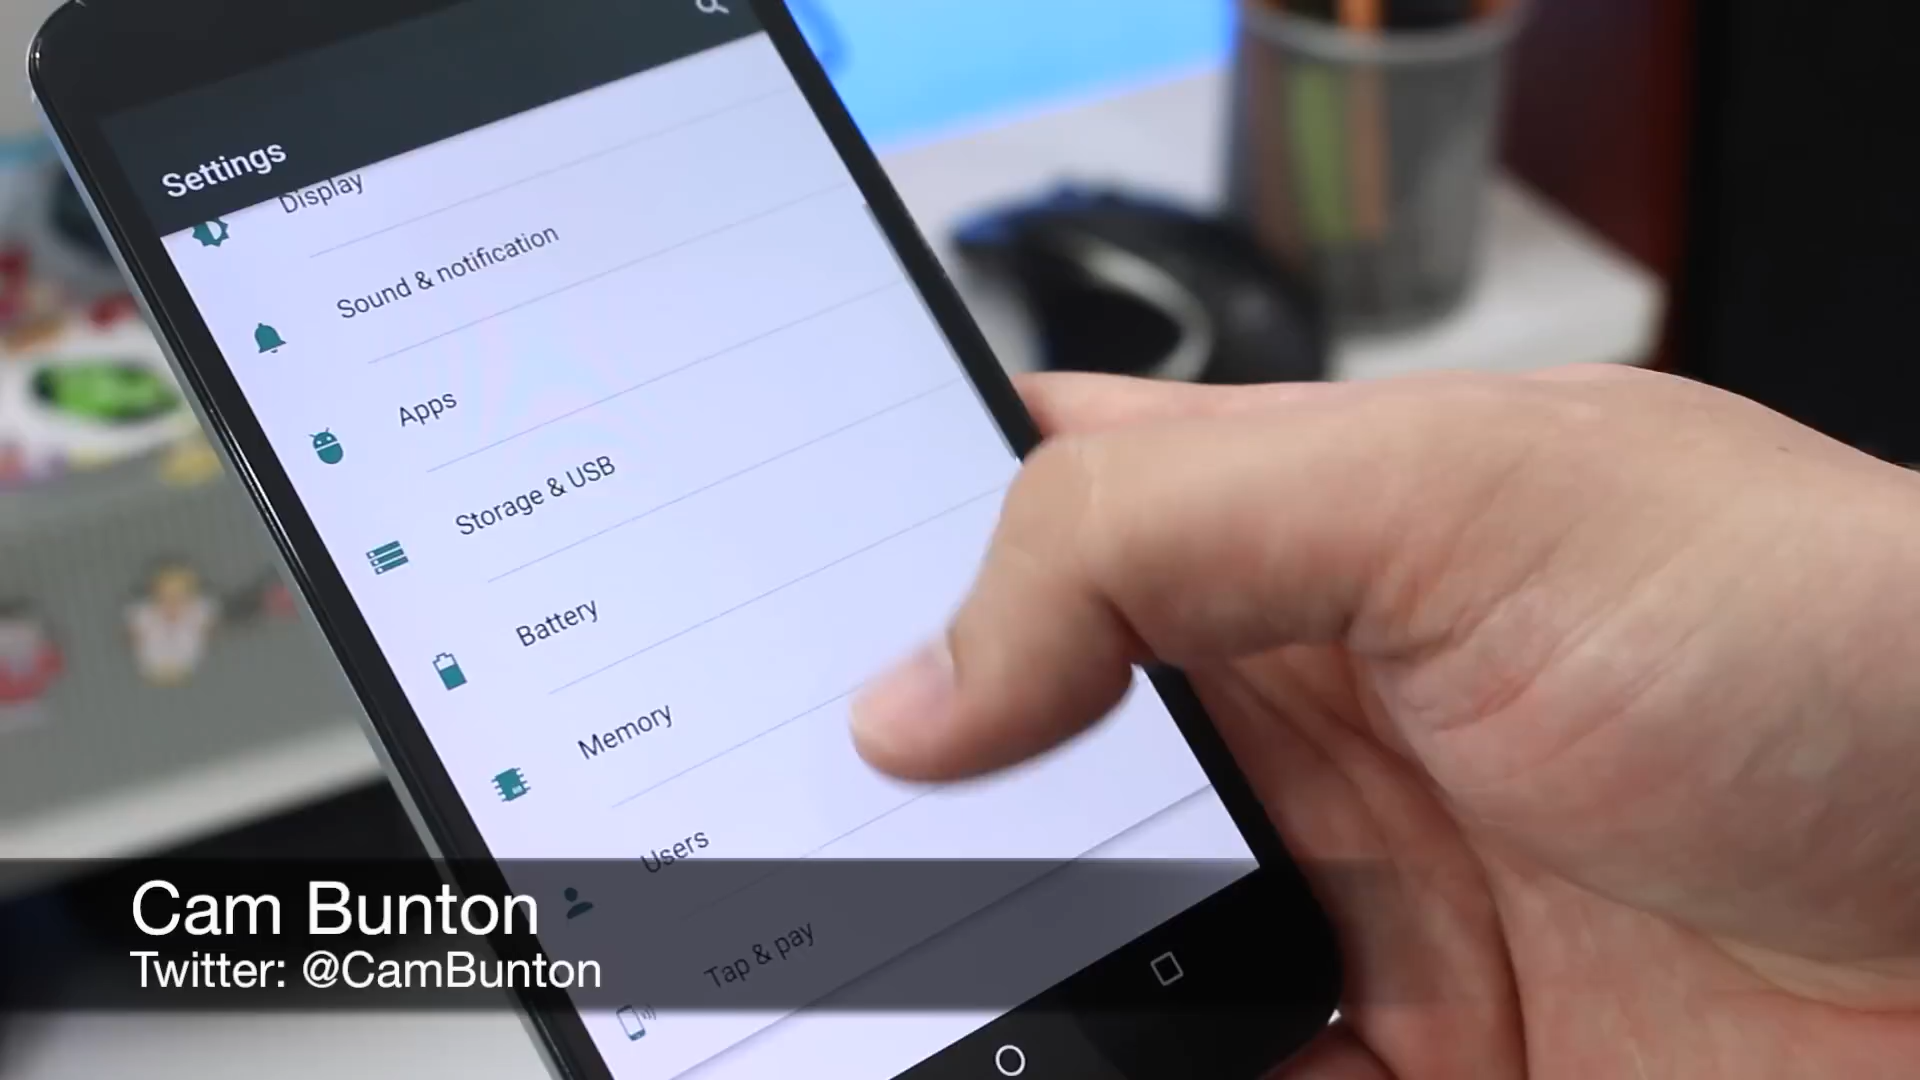 Settings
Display
Sound & notification
Apps
Storage & USB
Battery
Memory
Users
Tap & pay
Cam Bunton
Twitter: @CamBunton